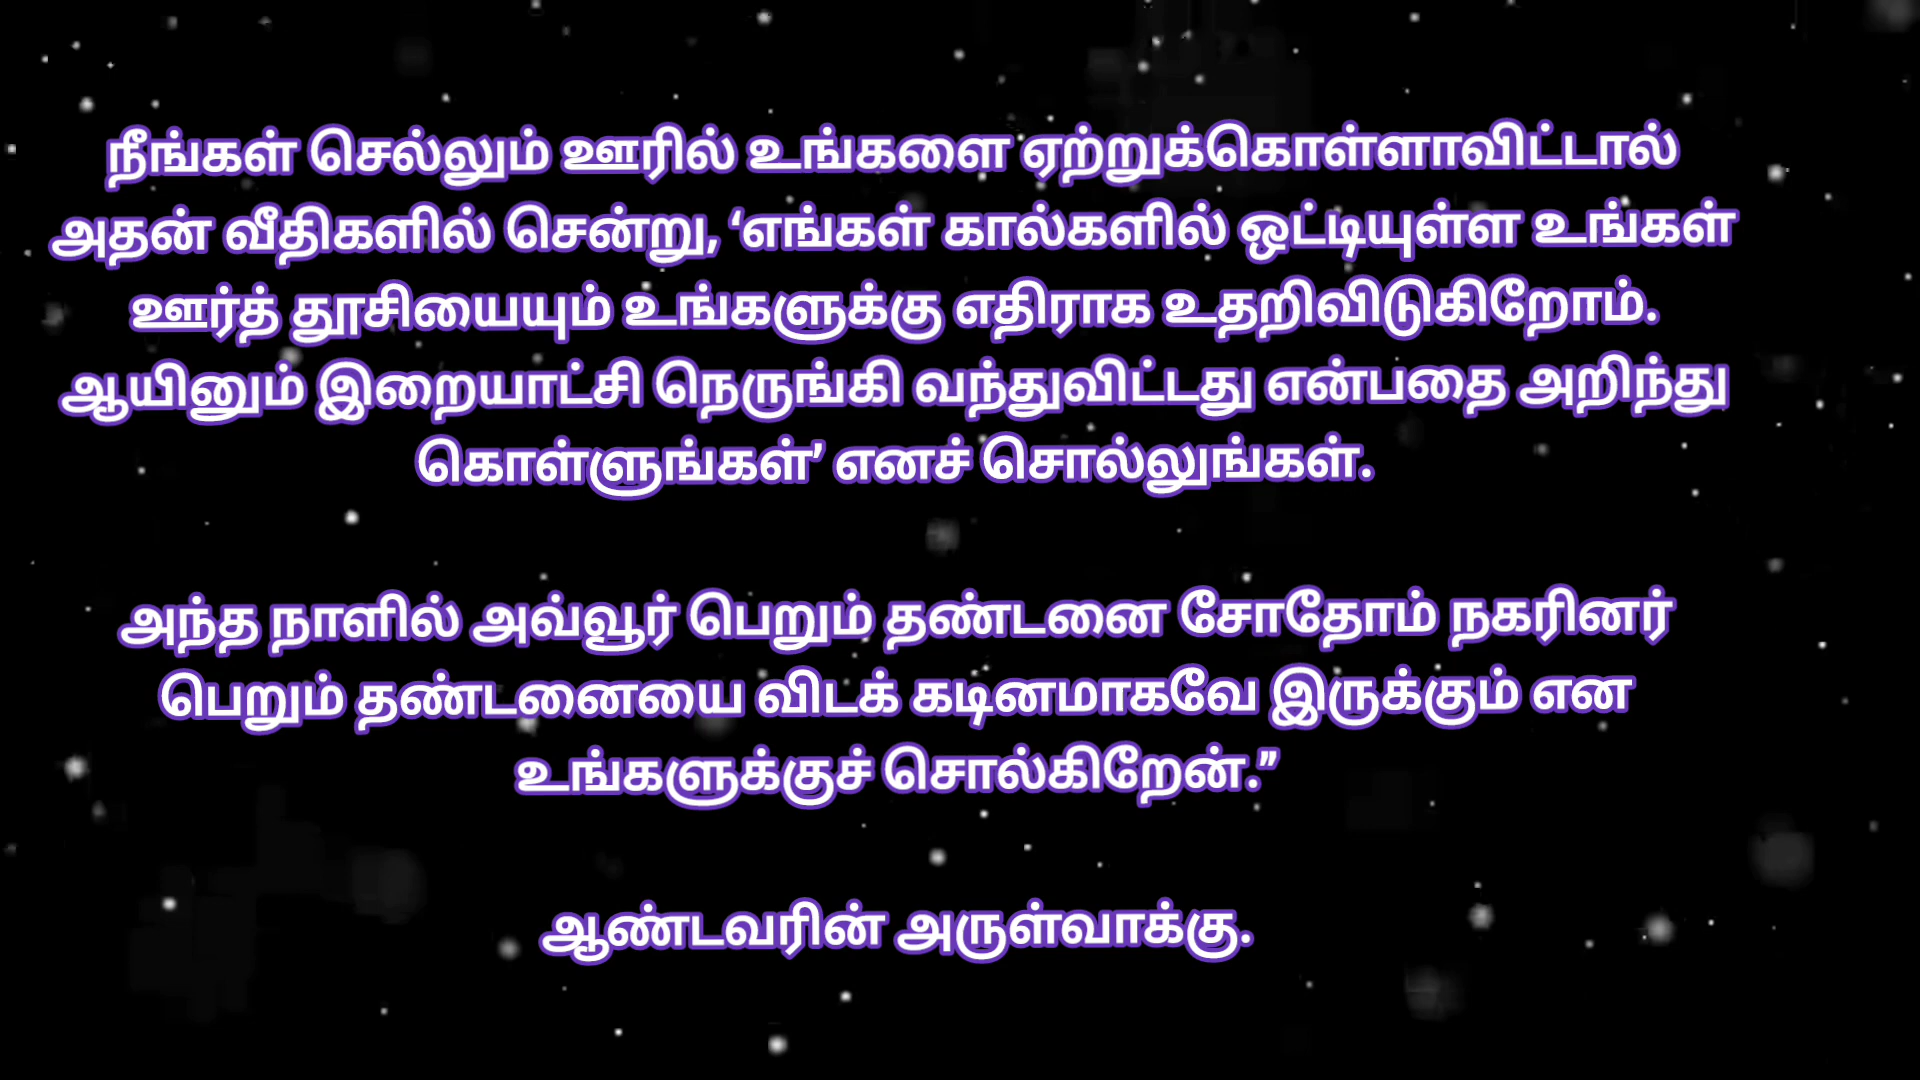 நீங்கள் செல்லும் ஊரில் உங்களை ஏற்றுக்கொள்ளாவிட்டால்
அதன் வீதிகளில் சென்று, ‘எங்கள் கால்களில் ஒட்டியுள்ள உங்கள்
ஊர்த் தூசியையும் உங்களுக்கு எதிராக உதறிவிடுகிறோம்.
ஆயினும் இறையாட்சி நெருங்கி வந்துவிட்டது என்பதை அறிந்து
கொள்ளுங்கள்’ எனச் சொல்லுங்கள்.
அந்த நாளில் அவ்வூர் பெறும் தண்டனை சோதோம் நகரினர்
பெறும் தண்டனையை விடக் கடினமாகவே இருக்கும் என
உங்களுக்குச் சொல்கிறேன்.”
ஆண்டவரின் அருள்வாக்கு.